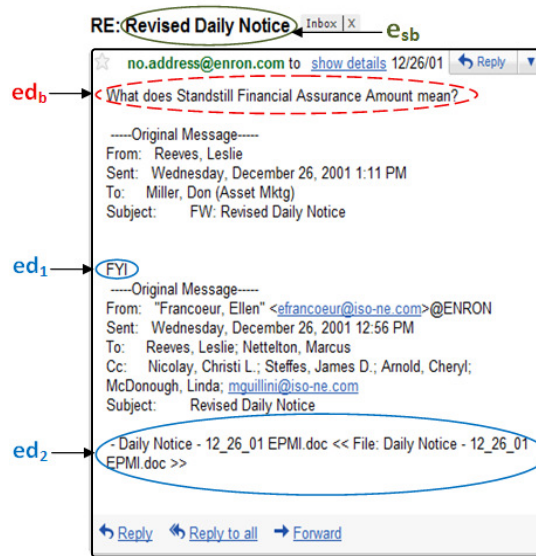 RE: Revised Daily Notice Inbox | X e_sb
no.address@enron.com to show details 12/26/01 Reply
ed_b What does Standstill Financial Assurance Amount mean?
-----Original Message-----
From: Reeves, Leslie
Sent: Wednesday, December 26, 2001 1:11 PM
To: Miller, Don (Asset Mktg)
Subject: FW: Revised Daily Notice
ed_1 FYI
-----Original Message-----
From: "Francoeur, Ellen" <efrancoeur@iso-ne.com>@ENRON
Sent: Wednesday, December 26, 2001 12:56 PM
To: Reeves, Leslie; Nettelton, Marcus
Cc: Nicolay, Christi L.; Steffes, James D.; Arnold, Cheryl;
McDonough, Linda; mguillini@iso-ne.com
Subject: Revised Daily Notice
ed_2 - Daily Notice - 12_26_01 EPMI.doc << File: Daily Notice - 12_26_01
EPMI.doc >>
Reply Reply to all Forward